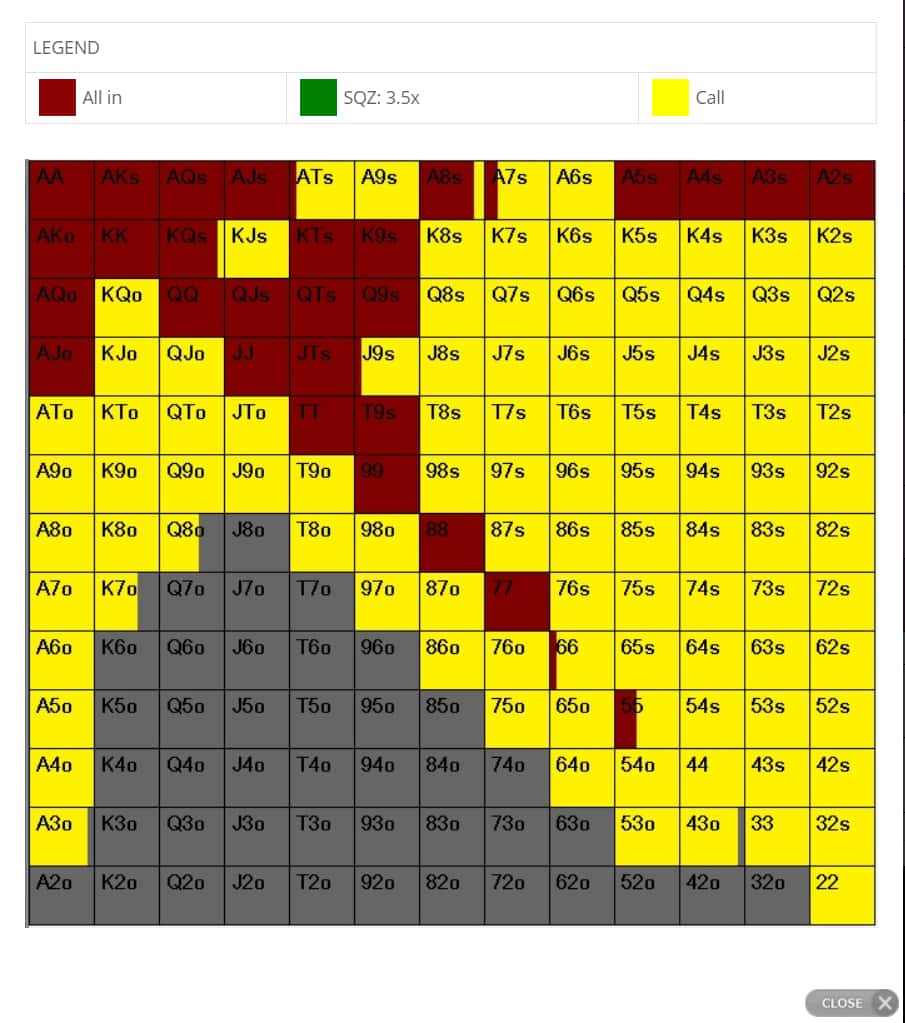 LEGEND
All in SQZ: 3.5x Call
AA AKs AQs AJs ATs A9s A8s A7s A6s A5s A4s A3s A2s
AKo KK KQs KJs KTs K9s K8s K7s K6s K5s K4s K3s K2s
AQo KQo QQ QJs QTs Q9s Q8s Q7s Q6s Q5s Q4s Q3s Q2s
AJo KJo QJo JJ JTs J9s J8s J7s J6s J5s J4s J3s J2s
ATo KTo QTo JTo TT T9s T8s T7s T6s T5s T4s T3s T2s
A9o K9o Q9o J9o T9o 99 98s 97s 96s 95s 94s 93s 92s
A8o K8o Q8o J8o T8o 98o 88 87s 86s 85s 84s 83s 82s
A7o K7o Q7o J7o T7o 97o 87o 77 76s 75s 74s 73s 72s
A6o K6o Q6o J6o T6o 96o 86o 76o 66 65s 64s 63s 62s
A5o K5o Q5o J5o T5o 95o 85o 75o 65o 55 54s 53s 52s
A4o K4o Q4o J4o T4o 94o 84o 74o 64o 54o 44 43s 42s
A3o K3o Q3o J3o T3o 93o 83o 73o 63o 53o 43o 33 32s
A2o K2o Q2o J2o T2o 92o 82o 72o 62o 52o 42o 32o 22
CLOSE